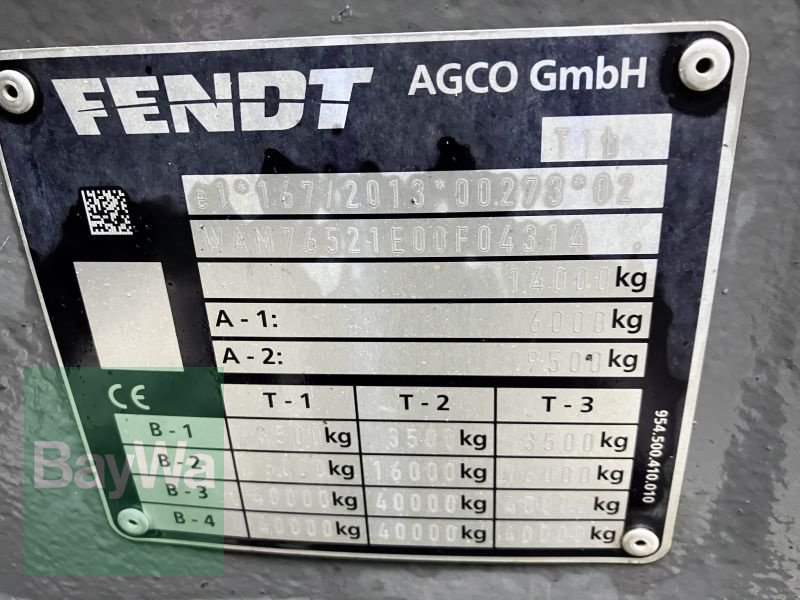 FENDT AGCO GmbH
T1b
e1*167/2013*00273*02
WAM76521E00F04314
14000 kg
A - 1: 6000 kg
A - 2: 9500 kg
CE T - 1 T - 2 T - 3
B - 1 3500 kg 3500 kg 3500 kg
B - 2 kg 16000 kg kg
B - 3 40000 kg 40000 kg 40000 kg
B - 4 40000 kg 40000 kg 40000 kg
954.500.410.010
BayWa